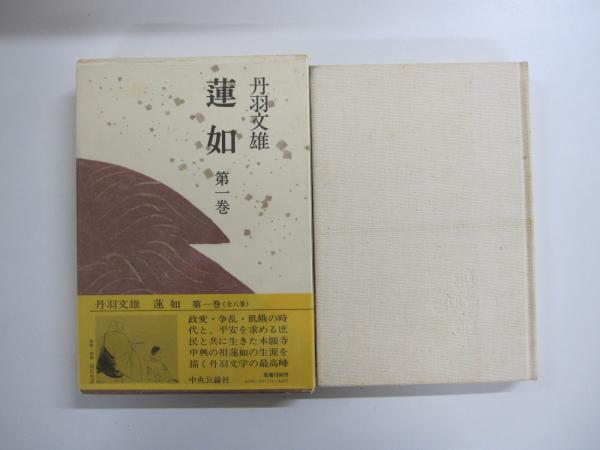 丹羽文雄
蓮如
第一巻
丹羽文雄 蓮如 第一巻(全八巻)
政変・争乱・飢餓の時
代と、平安を求める庶
民と共に生きた本願寺
中興の祖蓮如の生涯を
描く丹羽文学の最高峰
中央公論社